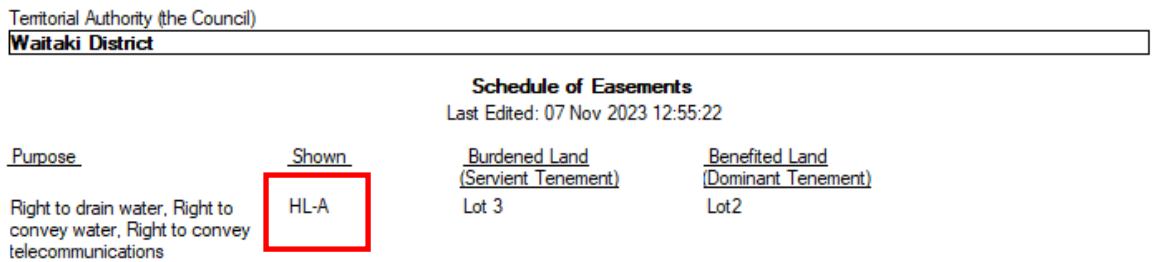 Territorial Authority (the Council)
Waitaki District
Schedule of Easements
Last Edited: 07 Nov 2023 12:55:22
Purpose Shown Burdened Land (Servient Tenement) Benefited Land (Dominant Tenement)
Right to drain water, Right to HL-A Lot 3 Lot2
convey water, Right to convey
telecommunications